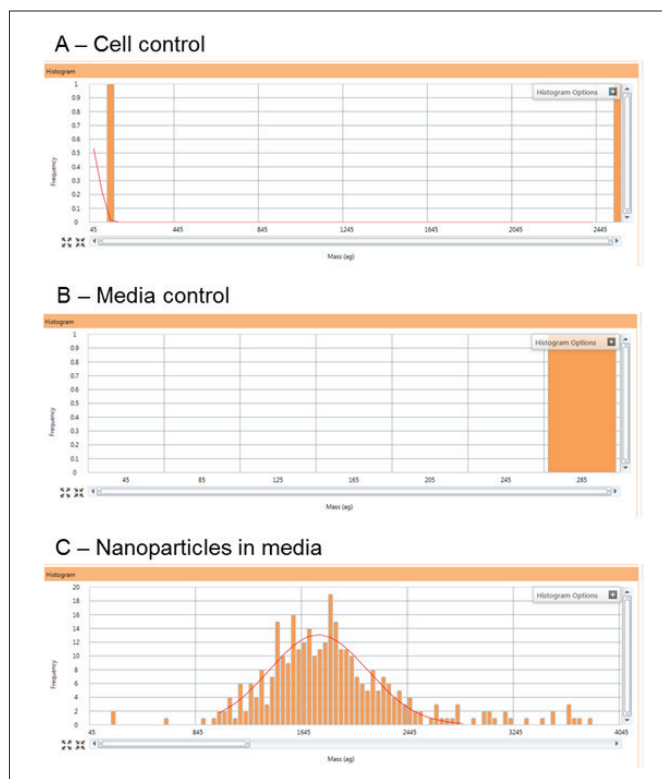 A – Cell control
Histogram
Histogram Options
Frequency
1
0.9
0.8
0.7
0.6
0.5
0.4
0.3
0.2
0.1
0
45 445 845 1245 1645 2045 2445
Mass (ag)
B – Media control
Histogram
Histogram Options
Frequency
1
0.9
0.8
0.7
0.6
0.5
0.4
0.3
0.2
0.1
0
45 85 125 165 205 245 285
Mass (ag)
C – Nanoparticles in media
Histogram
Histogram Options
Frequency
20
18
16
14
12
10
8
6
4
2
0
45 845 1645 2445 3245 4045
Mass (ag)